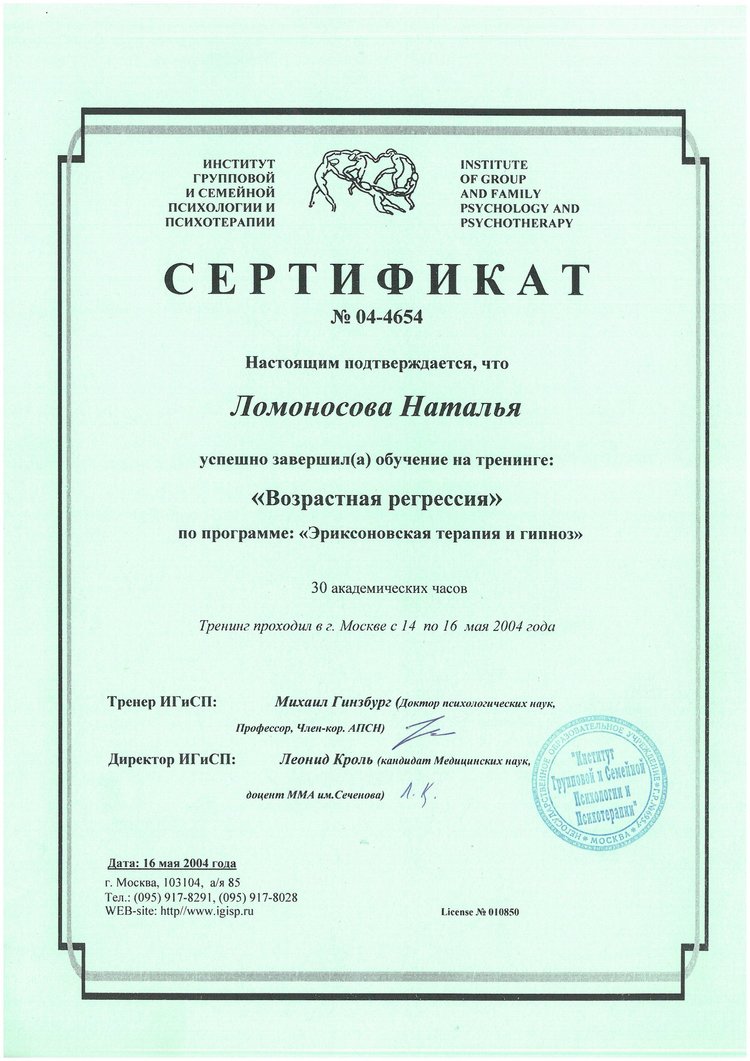 ИНСТИТУТ
ГРУППОВОЙ
И СЕМЕЙНОЙ
ПСИХОЛОГИИ И
ПСИХОТЕРАПИИ
INSTITUTE
OF GROUP
AND FAMILY
PSYCHOLOGY AND
PSYCHOTHERAPY
СЕРТИФИКАТ
№ 04-4654
Настоящим подтверждается, что
Ломоносова Наталья
успешно завершил(а) обучение на тренинге:
«Возрастная регрессия»
по программе: «Эриксоновская терапия и гипноз»
30 академических часов
Тренинг проходил в г. Москве с 14 по 16 мая 2004 года
Тренер ИГиСП: Михаил Гинзбург (Доктор психологических наук,
Профессор, Член-кор. АПСН)
Директор ИГиСП: Леонид Кроль (кандидат Медицинских наук,
доцент ММА им.Сеченова) Л.К.
НЕГОСУДАРСТВЕННОЕ ОБРАЗОВАТЕЛЬНОЕ УЧРЕЖДЕНИЕ
"Институт
Групповой и Семейной
Психологии и
Психотерапии"
МОСКВА
Дата: 16 мая 2004 года
г. Москва, 103104, а/я 85
Тел.: (095) 917-8291, (095) 917-8028
WEB-site: http//www.igisp.ru
License № 010850